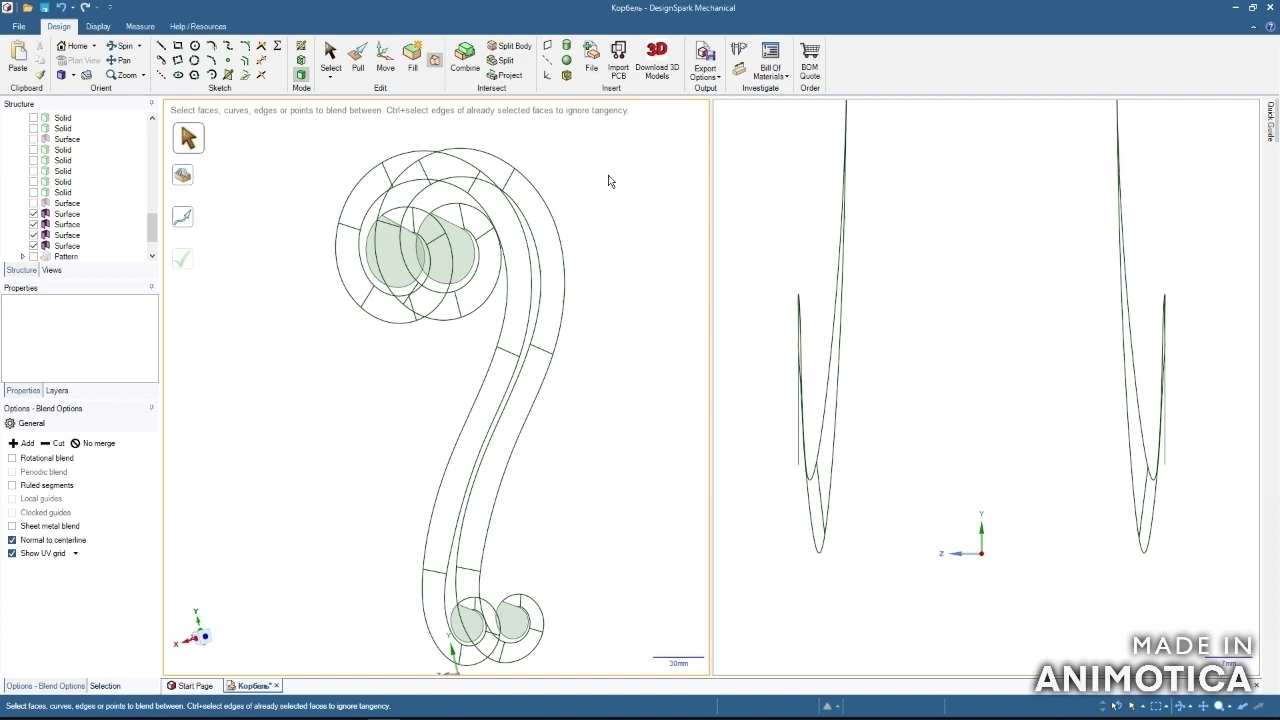 Корбель - DesignSpark Mechanical
File Design Display Measure Help / Resources
Paste
Home Spin
Plan View Pan
Zoom
Select Pull Move Fill
Combine
Split Body
Split
Project
File Import PCB Download 3D Models
Export Options
Bill Of Materials
BOM Quote
Clipboard Orient Sketch Mode Edit Intersect Insert Output Investigate Order
Structure
Solid
Solid
Surface
Solid
Solid
Solid
Solid
Solid
Surface
Surface
Surface
Surface
Surface
Pattern
Structure Views
Properties
Properties Layers
Options - Blend Options
General
Add Cut No merge
Rotational blend
Periodic blend
Ruled segments
Local guides
Clocked guides
Sheet metal blend
Normal to centerline
Show UV grid
Options - Blend Options Selection
Select faces, curves, edges or points to blend between. Ctrl+select edges of already selected faces to ignore tangency.
Y
X
Y
30mm
Y
Z
7mm
Quick Guide
MADE IN
ANIMOTICA
Start Page Корбель*
Select faces, curves, edges or points to blend between. Ctrl+select edges of already selected faces to ignore tangency.